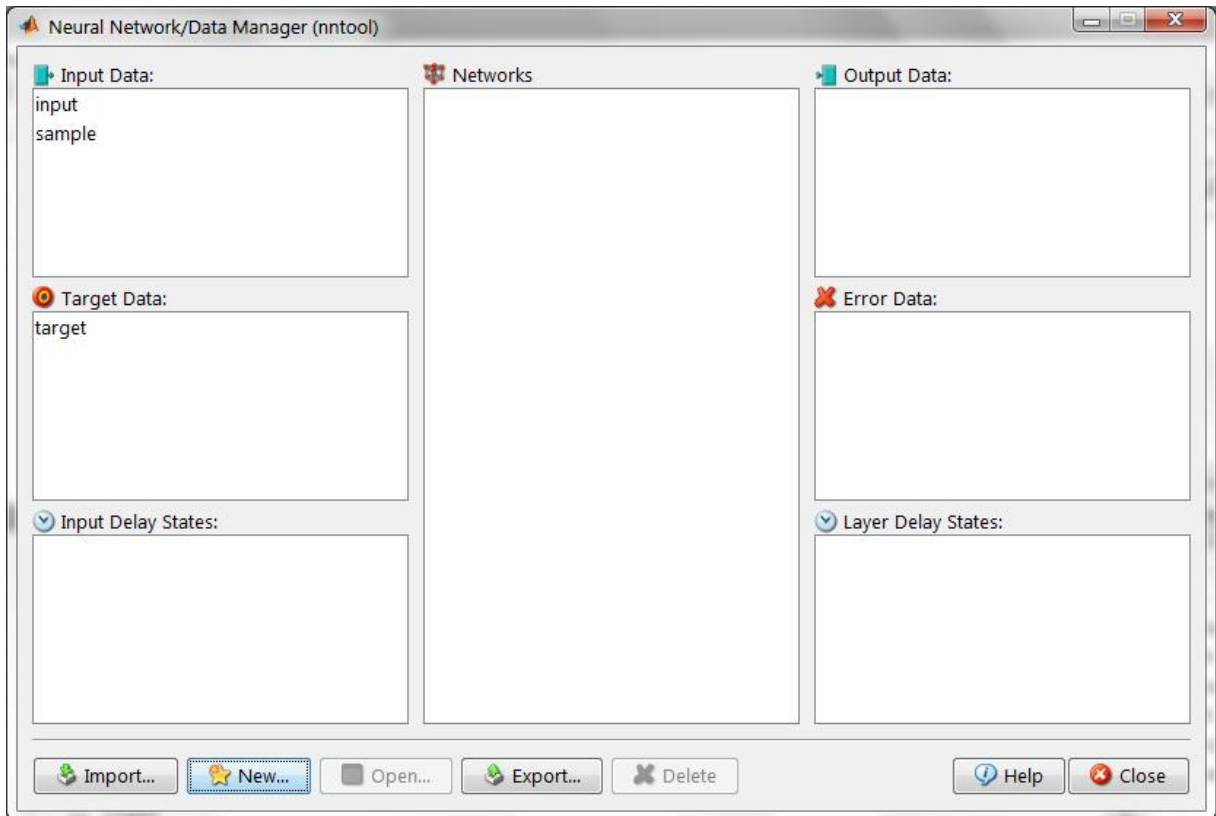 Neural Network/Data Manager (nntool)
Input Data:
input
sample
Networks
Output Data:
Target Data:
target
Error Data:
Input Delay States:
Layer Delay States:
Import... New... Open... Export... Delete Help Close